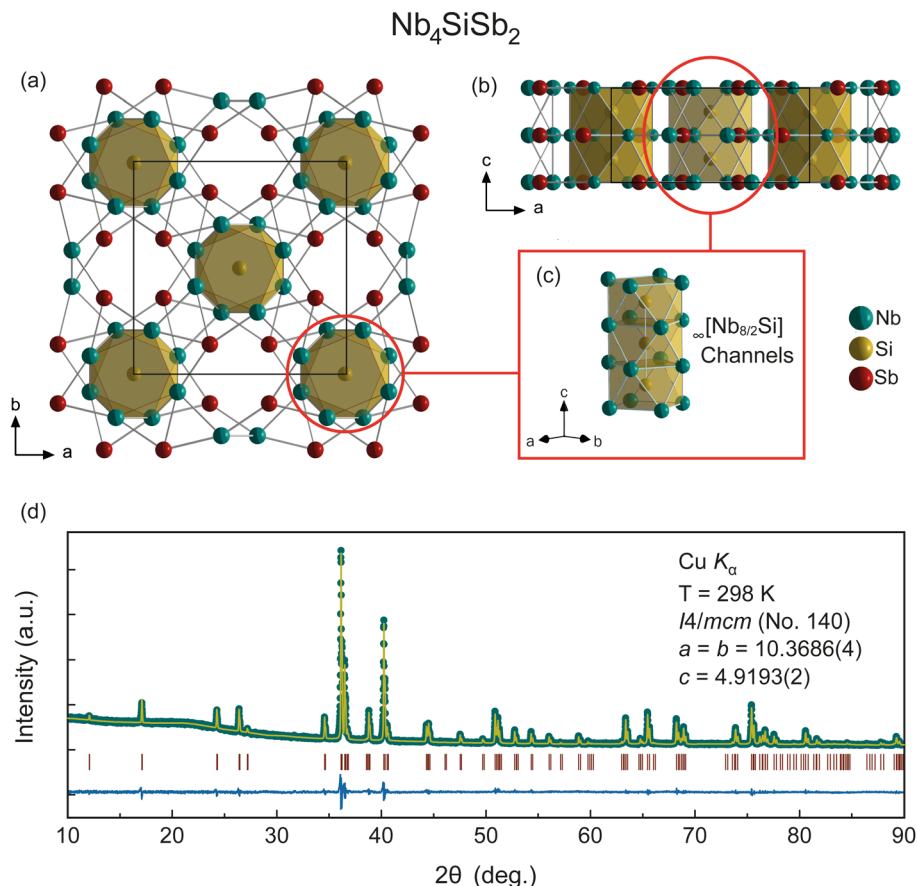 Nb₄SiSb₂
(a)
b
a
(b)
c
a
(c)
∞[Nb₈/₂Si]
Channels
c
a
b
Nb
Si
Sb
(d)
Intensity (a.u.)
Cu Kα
T = 298 K
I4/mcm (No. 140)
a = b = 10.3686(4)
c = 4.9193(2)
10 20 30 40 50 60 70 80 90
2θ (deg.)